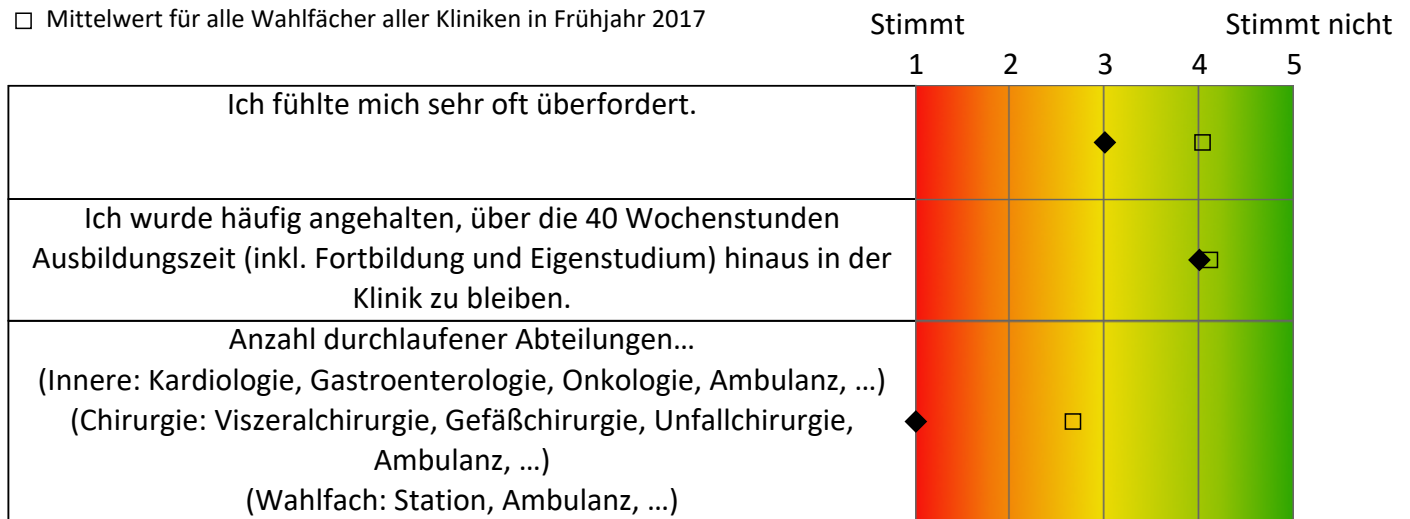 □ Mittelwert für alle Wahlfächer aller Kliniken in Frühjahr 2017
Stimmt Stimmt nicht
1 2 3 4 5
Ich fühlte mich sehr oft überfordert.
Ich wurde häufig angehalten, über die 40 Wochenstunden
Ausbildungszeit (inkl. Fortbildung und Eigenstudium) hinaus in der
Klinik zu bleiben.
Anzahl durchlaufener Abteilungen…
(Innere: Kardiologie, Gastroenterologie, Onkologie, Ambulanz, …)
(Chirurgie: Viszeralchirurgie, Gefäßchirurgie, Unfallchirurgie,
Ambulanz, …)
(Wahlfach: Station, Ambulanz, …)